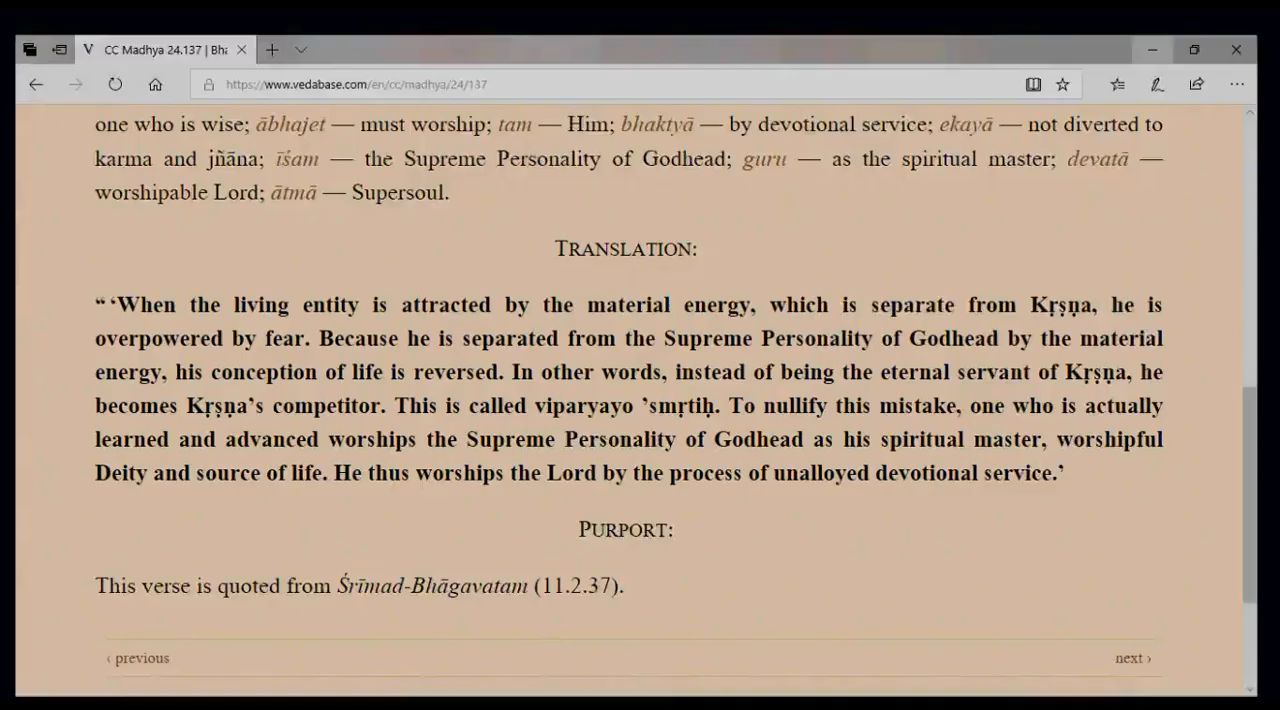 V CC Madhya 24.137 | Bha
https://www.vedabase.com/en/cc/madhya/24/137
one who is wise; ābhajet — must worship; tam — Him; bhaktyā — by devotional service; ekayā — not diverted to
karma and jñāna; īśam — the Supreme Personality of Godhead; guru — as the spiritual master; devatā —
worshipable Lord; ātmā — Supersoul.
TRANSLATION:
“ ‘When the living entity is attracted by the material energy, which is separate from Kṛṣṇa, he is
overpowered by fear. Because he is separated from the Supreme Personality of Godhead by the material
energy, his conception of life is reversed. In other words, instead of being the eternal servant of Kṛṣṇa, he
becomes Kṛṣṇa’s competitor. This is called viparyayo ’smṛtiḥ. To nullify this mistake, one who is actually
learned and advanced worships the Supreme Personality of Godhead as his spiritual master, worshipful
Deity and source of life. He thus worships the Lord by the process of unalloyed devotional service.’
PURPORT:
This verse is quoted from Śrīmad-Bhāgavatam (11.2.37).
‹ previous
next ›